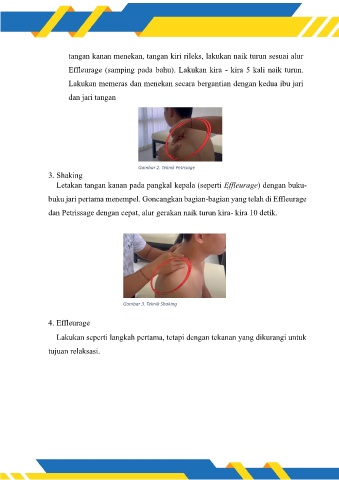 tangan kanan menekan, tangan kiri rileks, lakukan naik turun sesuai alur
Effleurage (samping pada bahu). Lakukan kira - kira 5 kali naik turun.
Lakukan memeras dan menekan secara bergantian dengan kedua ibu jari
dan jari tangan
Gambar 2. Teknik Petrisage
3. Shaking
Letakan tangan kanan pada pangkal kepala (seperti Effleurage) dengan buku-
buku jari pertama menempel. Goncangkan bagian-bagian yang telah di Effleurage
dan Petrissage dengan cepat, alur gerakan naik turun kira- kira 10 detik.
Gambar 3. Teknik Shaking
4. Effleurage
Lakukan seperti langkah pertama, tetapi dengan tekanan yang dikurangi untuk
tujuan relaksasi.